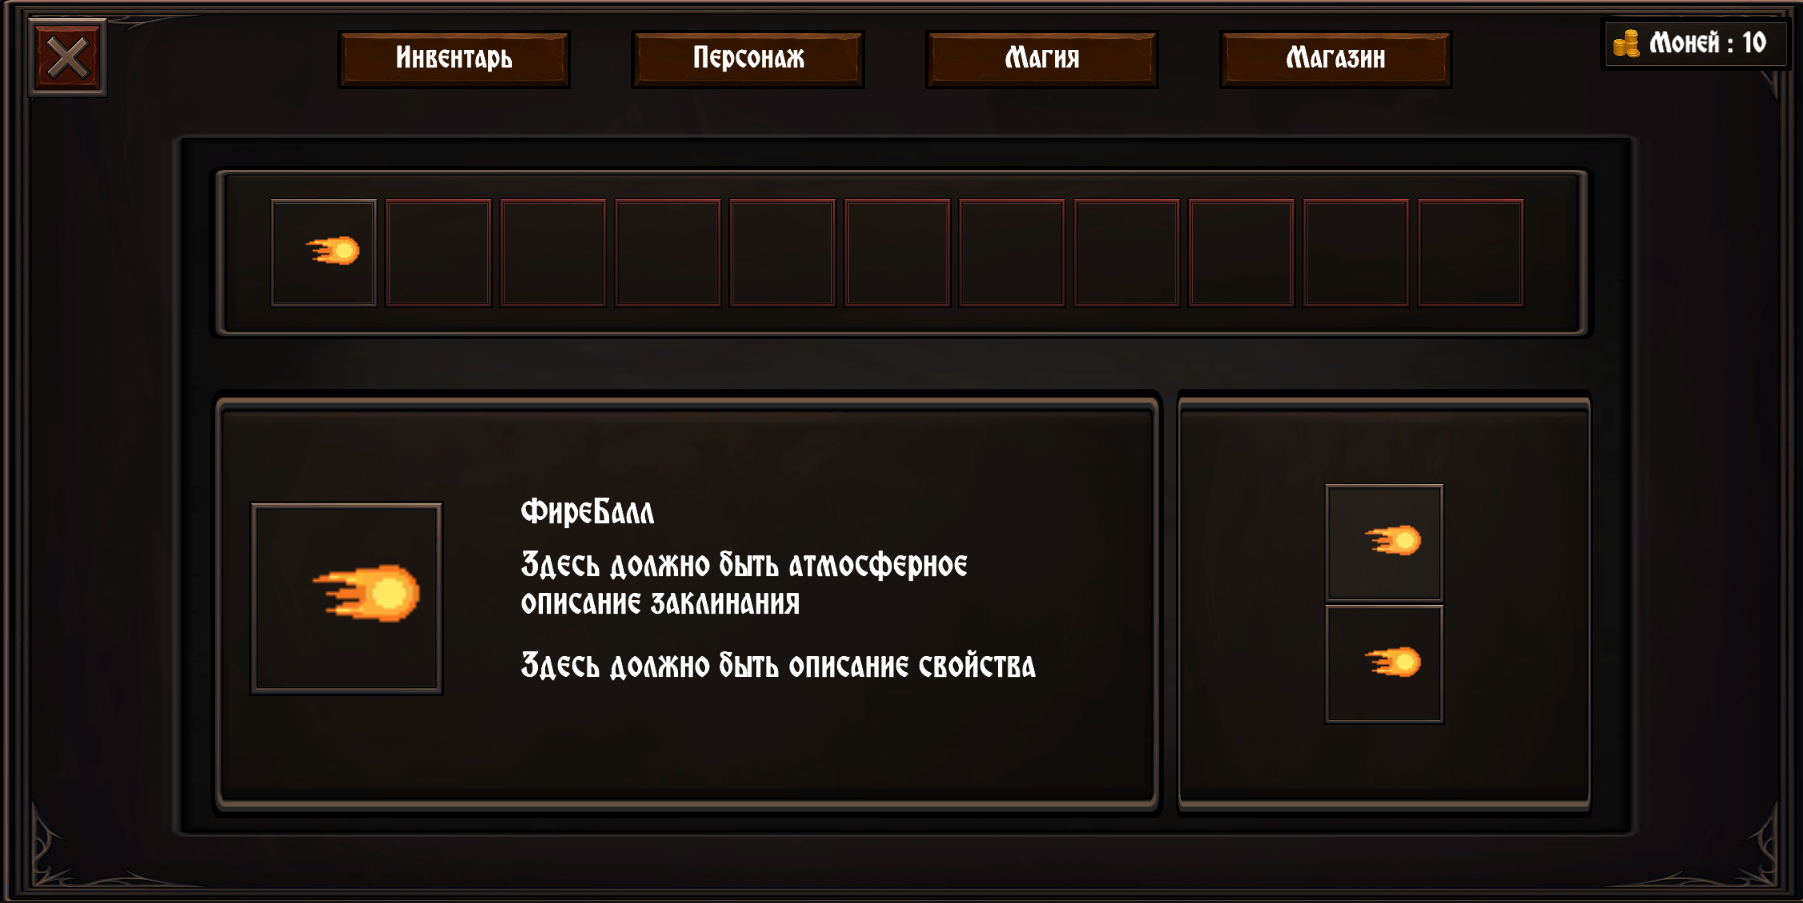 Инвентарь
Персонаж
Магия
Магазин
Моней : 10
ФиреБалл
Здесь должно быть атмосферное
описание заклинания
Здесь должно быть описание свойства